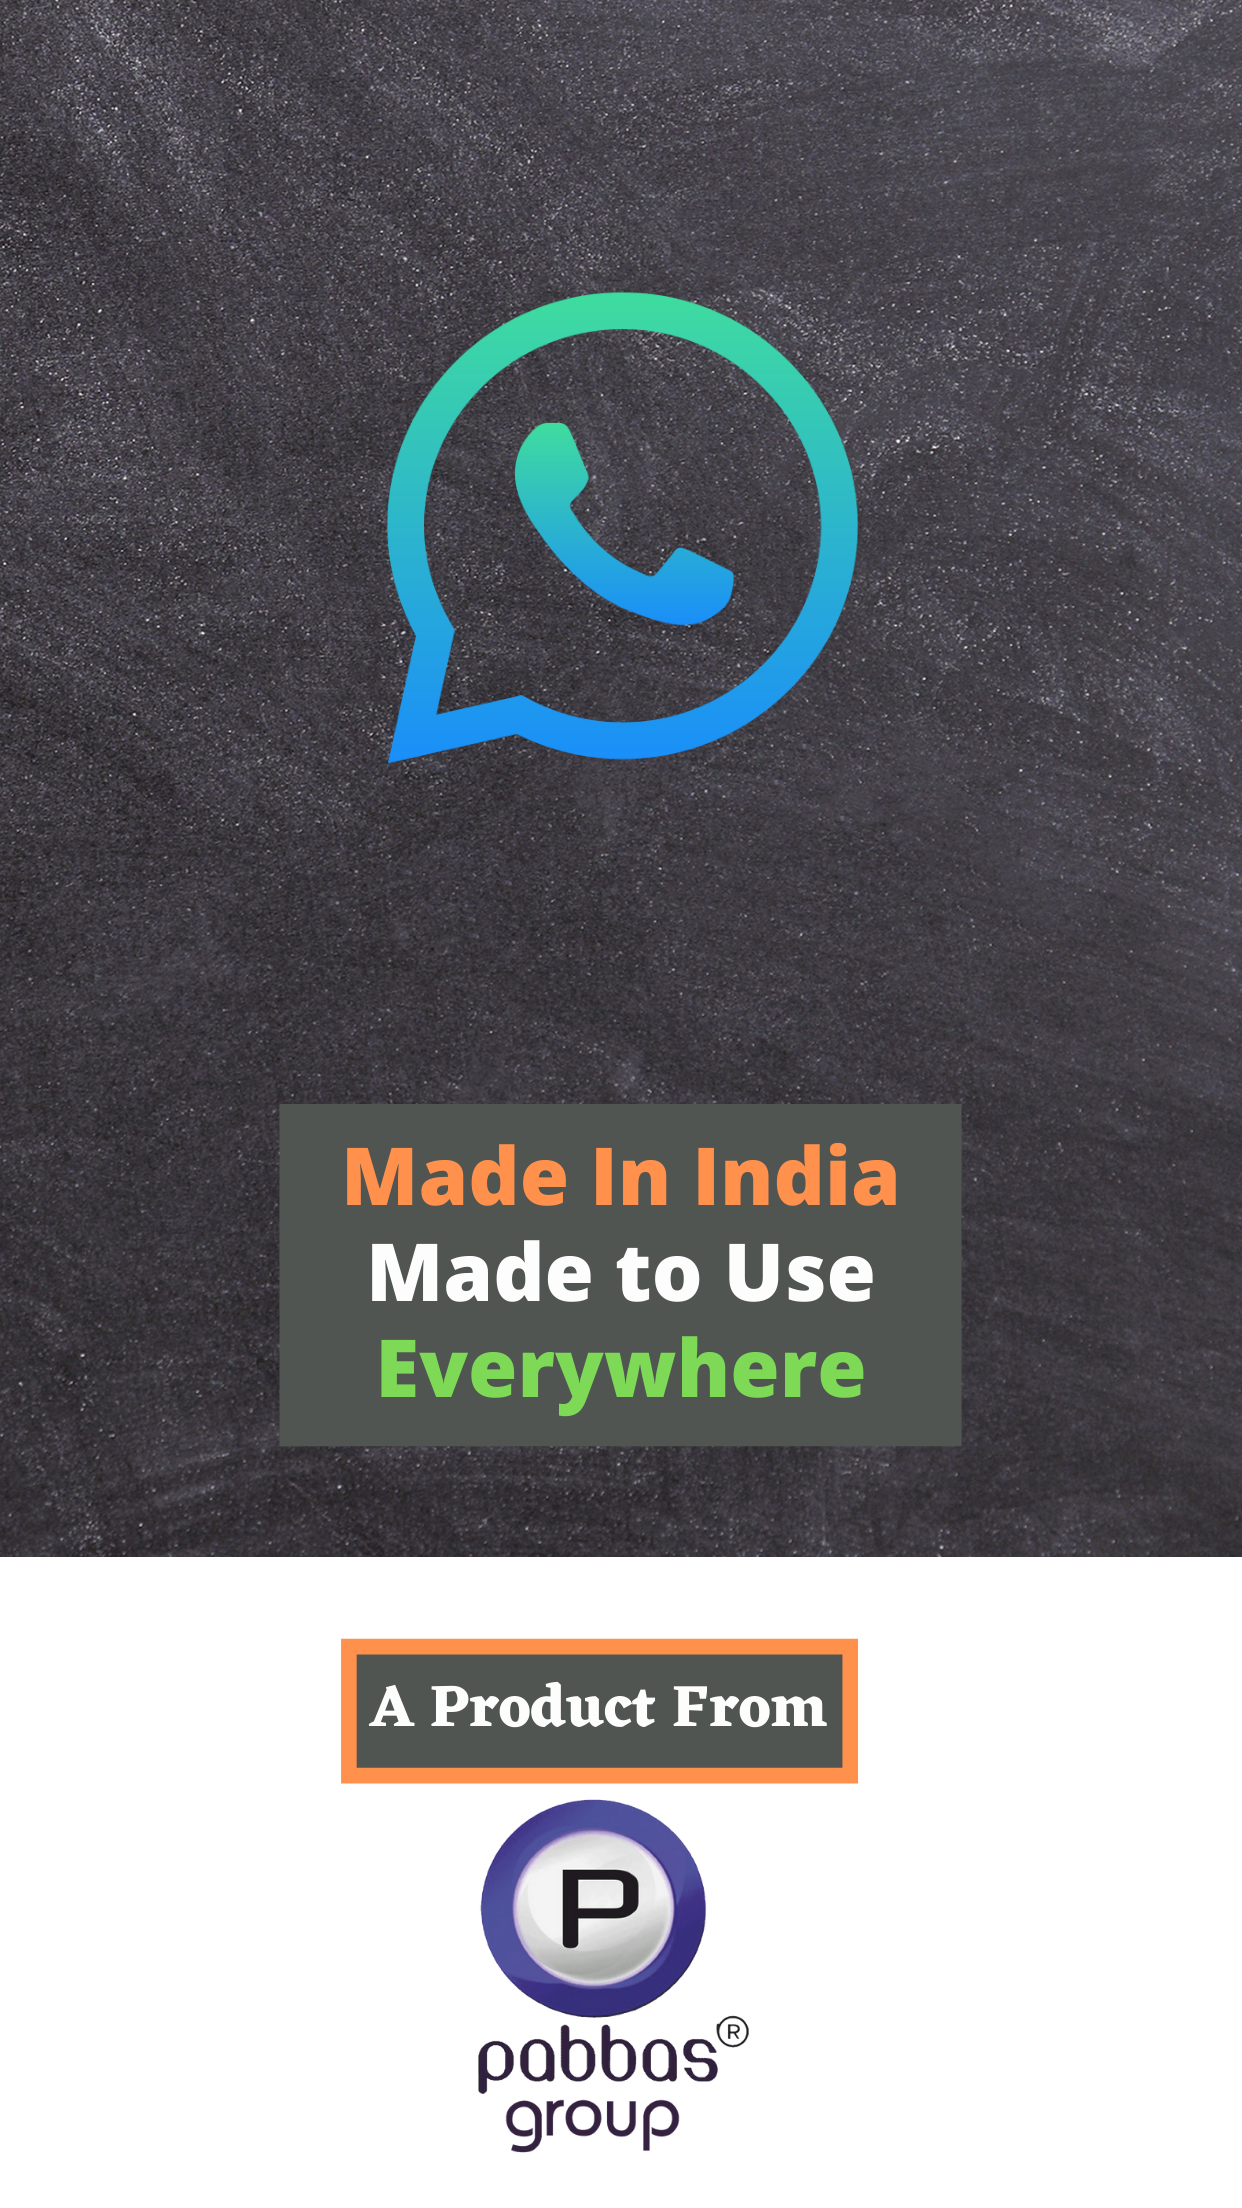 Made In India
Made to Use
Everywhere
A Product From
P
pabbas®
group